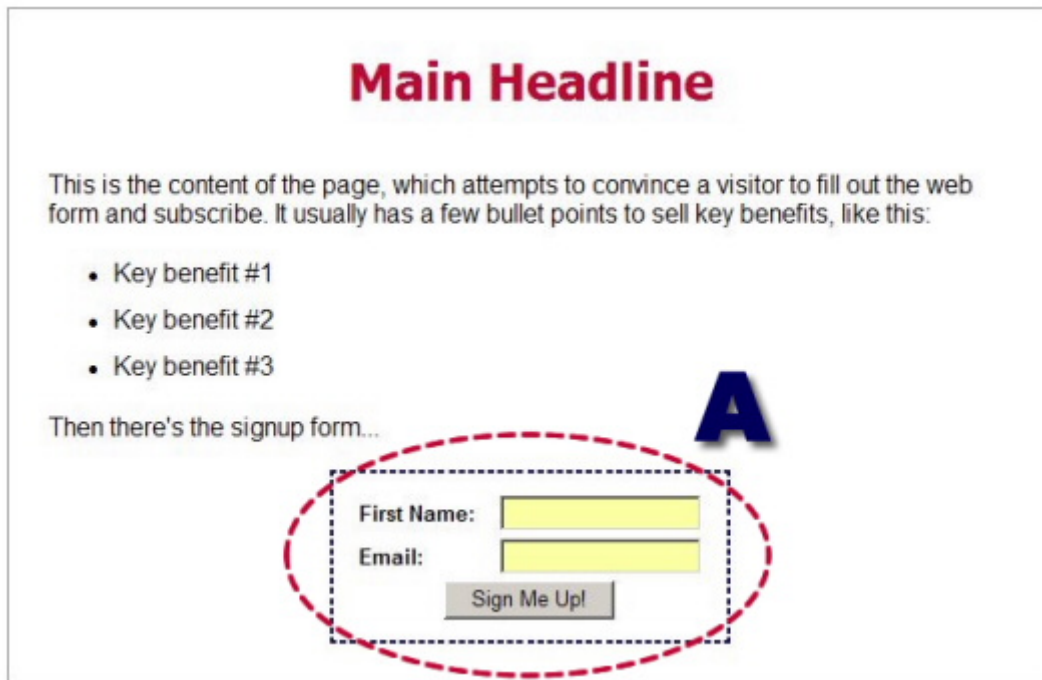 Main Headline
This is the content of the page, which attempts to convince a visitor to fill out the web
form and subscribe. It usually has a few bullet points to sell key benefits, like this:
• Key benefit #1
• Key benefit #2
• Key benefit #3
Then there's the signup form...
A
First Name:
Email:
Sign Me Up!